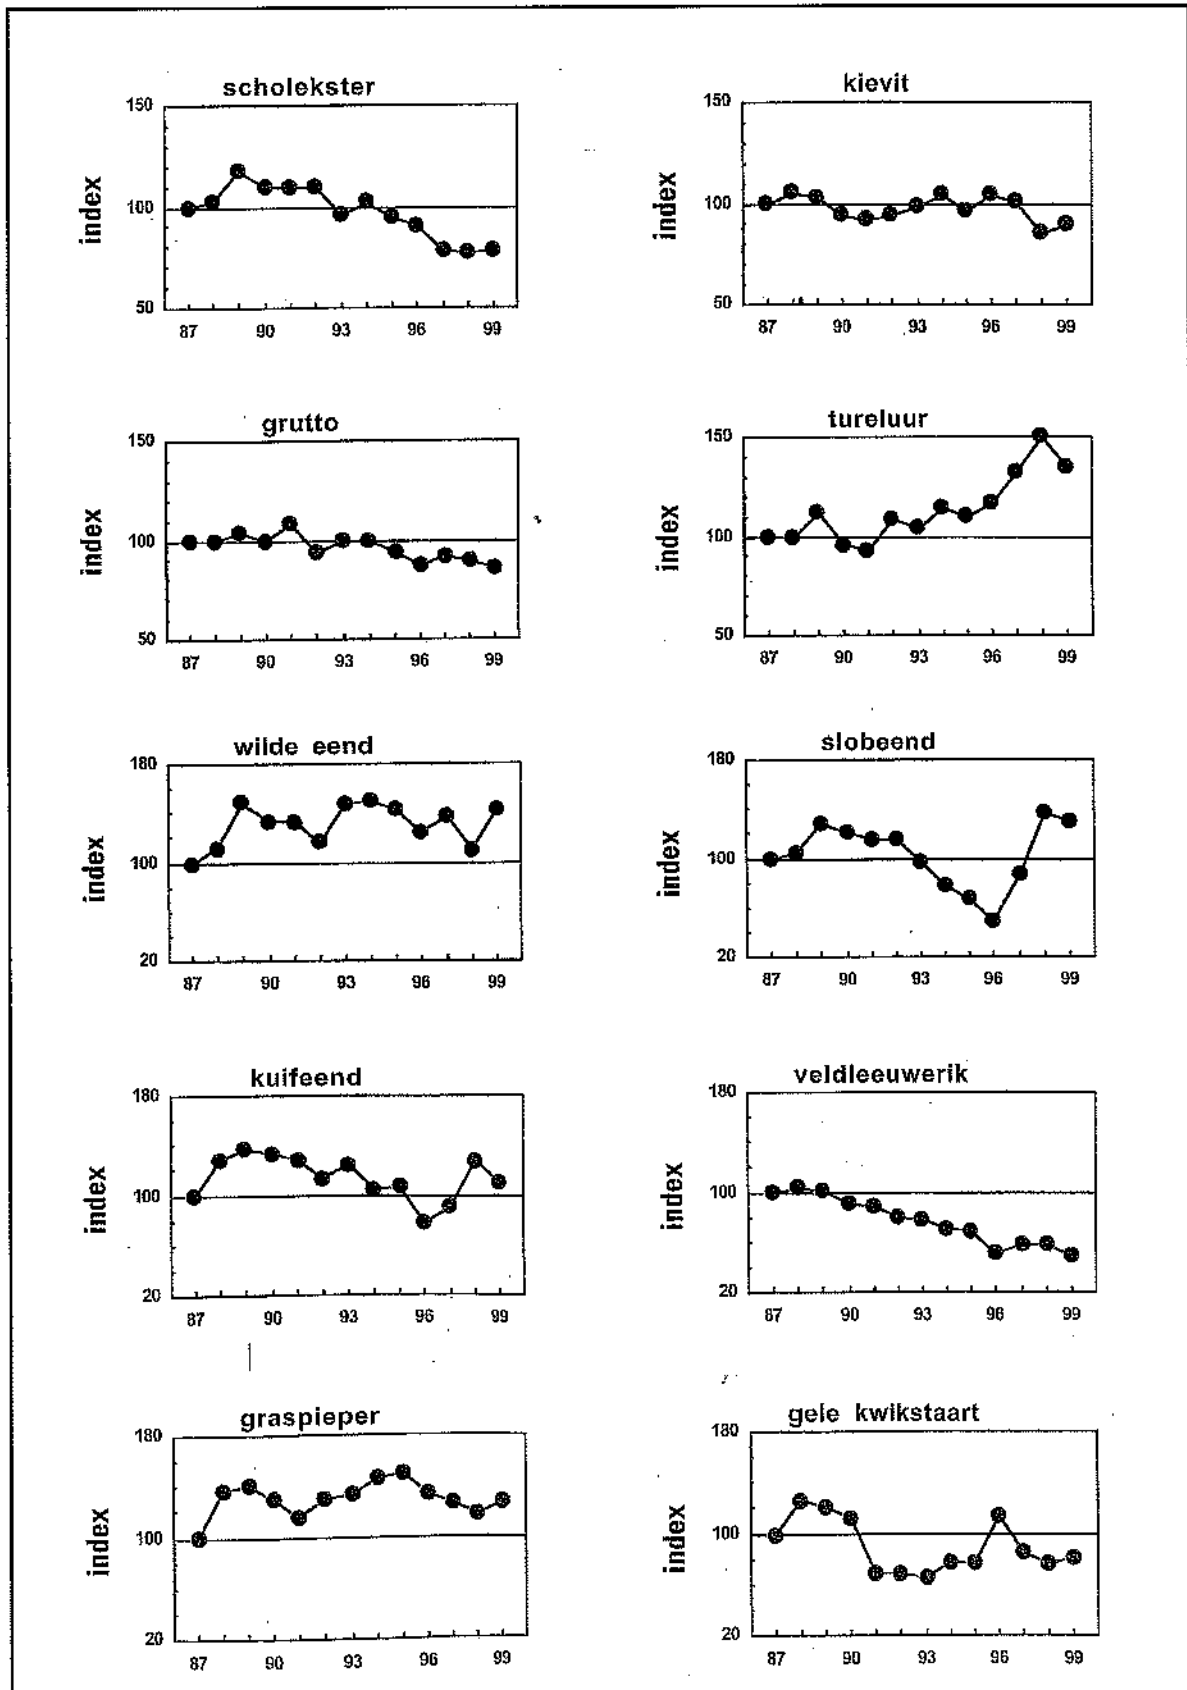 scholekster
150
index
100
50
87 90 93 96 99
kievit
150
index
100
50
87 90 93 96 99
grutto
150
index
100
50
87 90 93 96 99
tureluur
150
index
100
50
87 90 93 96 99
wilde eend
180
index
100
20
87 90 93 96 99
slobeend
180
index
100
20
87 90 93 96 99
kuifeend
180
index
100
20
87 90 93 96 99
veldleeuwerik
180
index
100
20
87 90 93 96 99
graspieper
180
index
100
20
87 90 93 96 99
gele kwikstaart
180
index
100
20
87 90 93 96 99